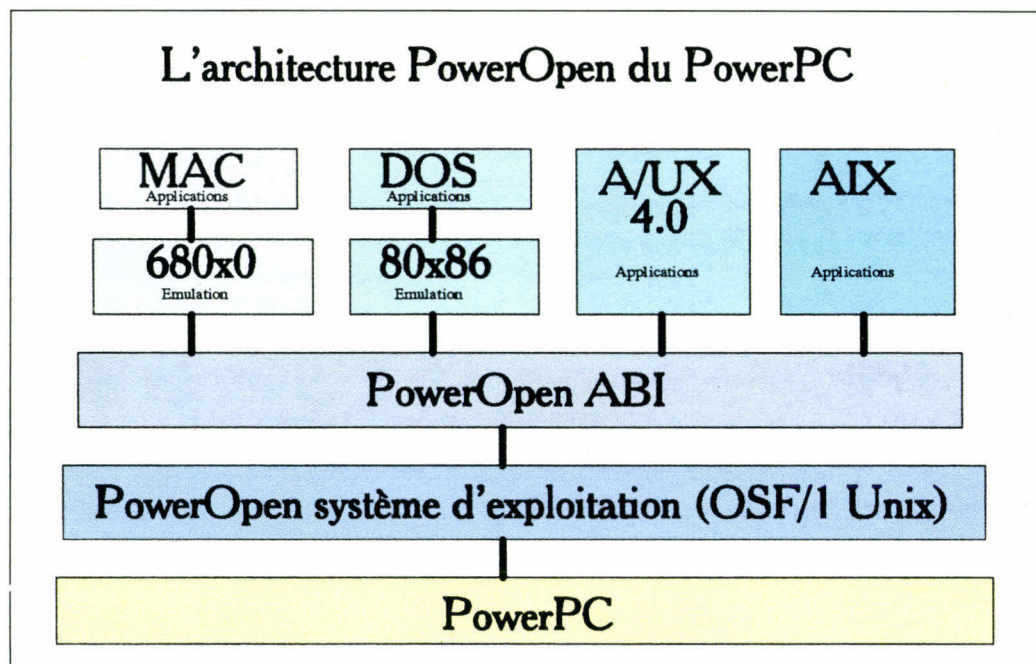 L'architecture PowerOpen du PowerPC
MAC
Applications
DOS
Applications
A/UX
4.0
Applications
AIX
Applications
680x0
Emulation
80x86
Emulation
PowerOpen ABI
PowerOpen système d'exploitation (OSF/1 Unix)
PowerPC